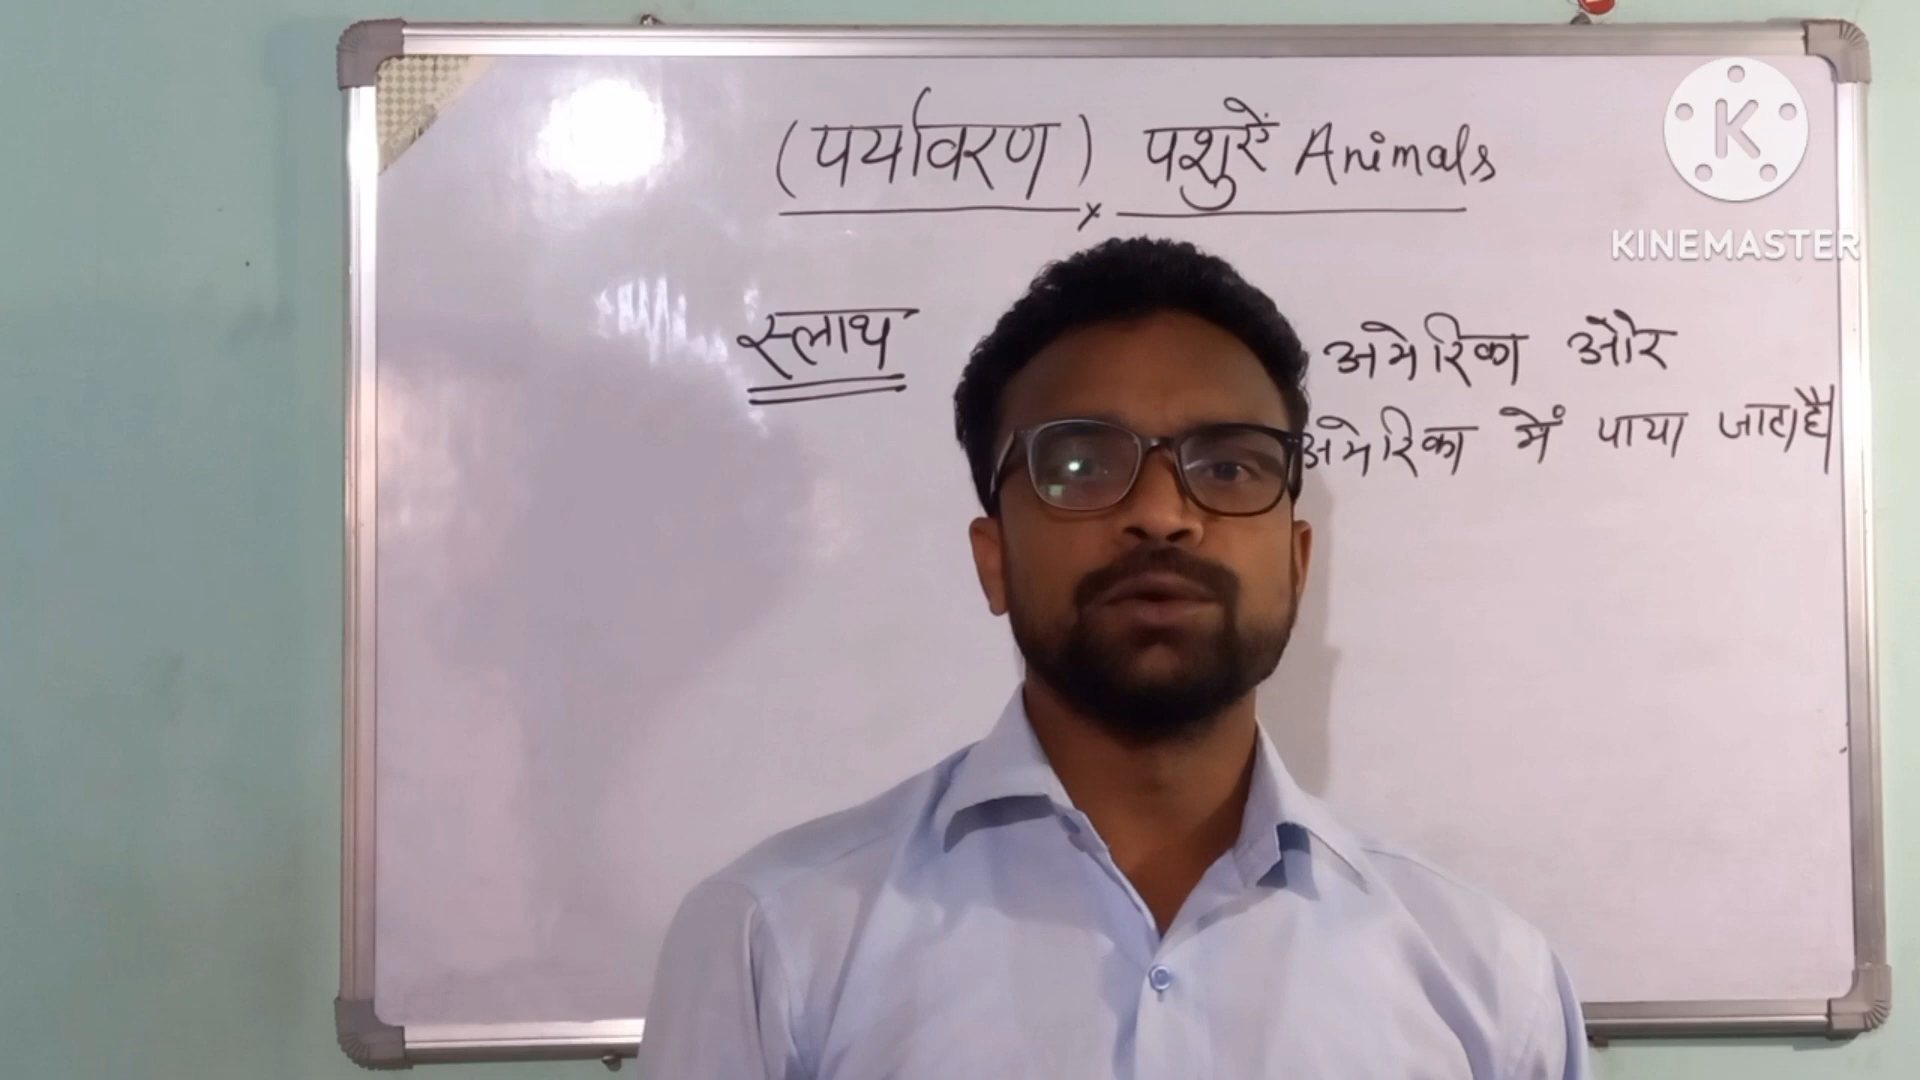 (पर्यावरण) पशुएं Animals
K
KINEMASTER
स्लाथ
अमेरिका और
अमेरिका में पाया जाता है।